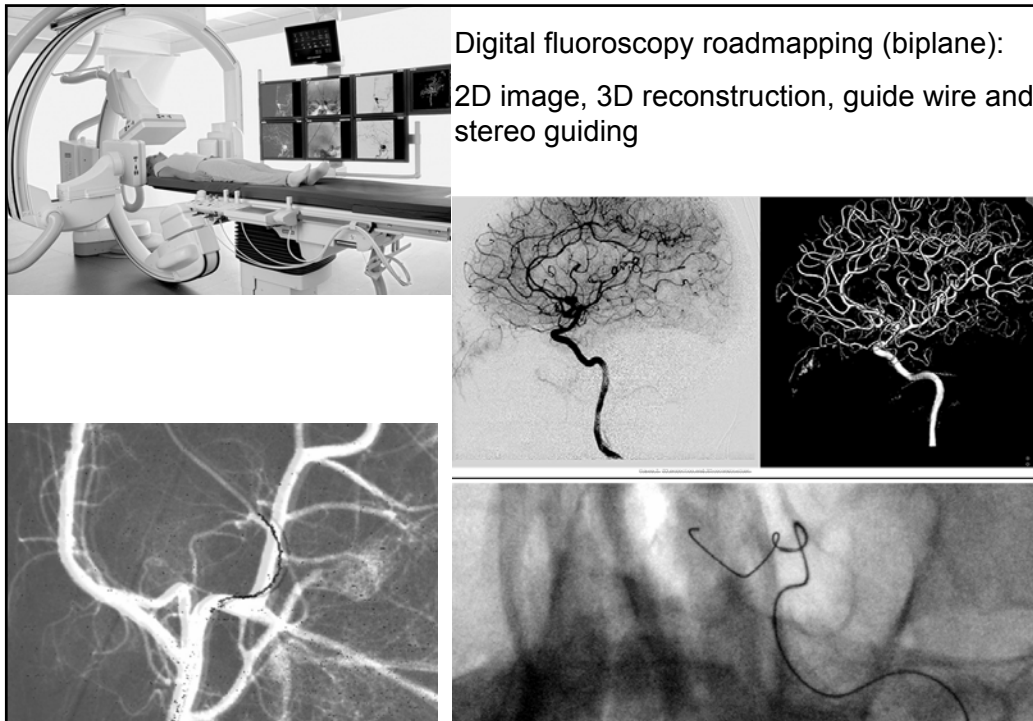 Digital fluoroscopy roadmapping (biplane):
2D image, 3D reconstruction, guide wire and
stereo guiding